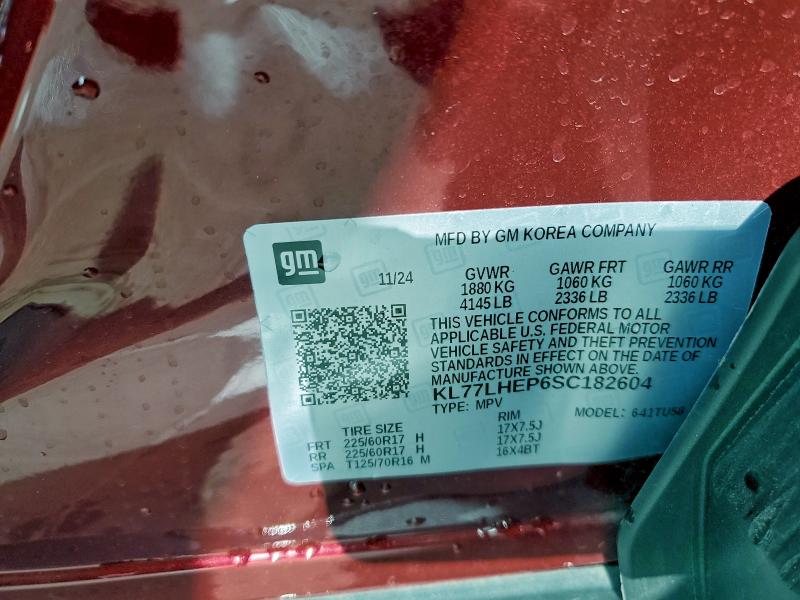 gm
MFD BY GM KOREA COMPANY
11/24
GVWR GAWR FRT GAWR RR
1880 KG 1060 KG 1060 KG
4145 LB 2336 LB 2336 LB
THIS VEHICLE CONFORMS TO ALL
APPLICABLE U.S. FEDERAL MOTOR
VEHICLE SAFETY AND THEFT PREVENTION
STANDARDS IN EFFECT ON THE DATE OF
MANUFACTURE SHOWN ABOVE.
KL77LHEP6SC182604
TYPE: MPV MODEL: 641TU58
TIRE SIZE RIM
FRT 225/60R17 H 17X7.5J
RR 225/60R17 H 17X7.5J
SPA T125/70R16 M 16X4BT